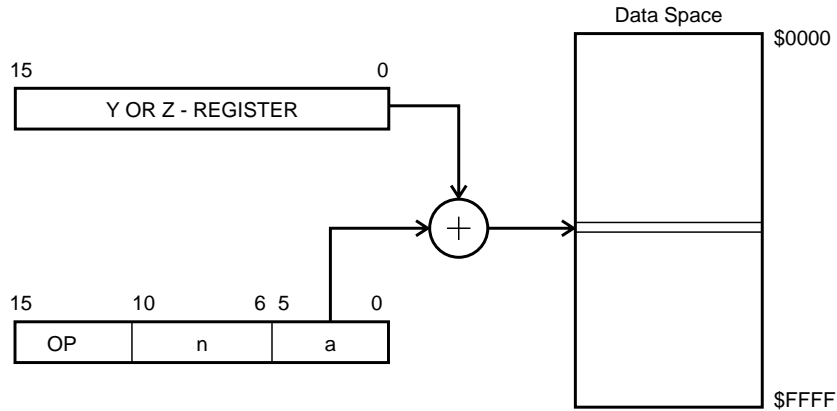 Data Space
$0000
15 0
Y OR Z - REGISTER
+
15 10 6 5 0
OP n a
$FFFF